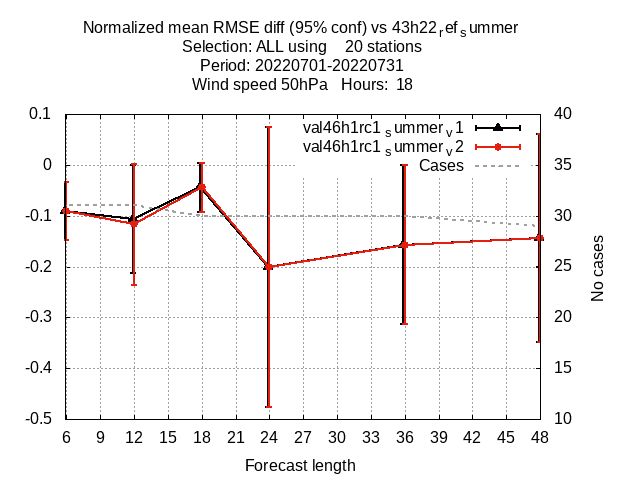 Normalized mean RMSE diff (95% conf) vs 43h22refsummer
Selection: ALL using 20 stations
Period: 20220701-20220731
Wind speed 50hPa Hours: 18
val46h1rc1summerv1
val46h1rc1summerv2
Cases
0.1
0
-0.1
-0.2
-0.3
-0.4
-0.5
40
35
30
25
20
15
10
No cases
6 9 12 15 18 21 24 27 30 33 36 39 42 45 48
Forecast length